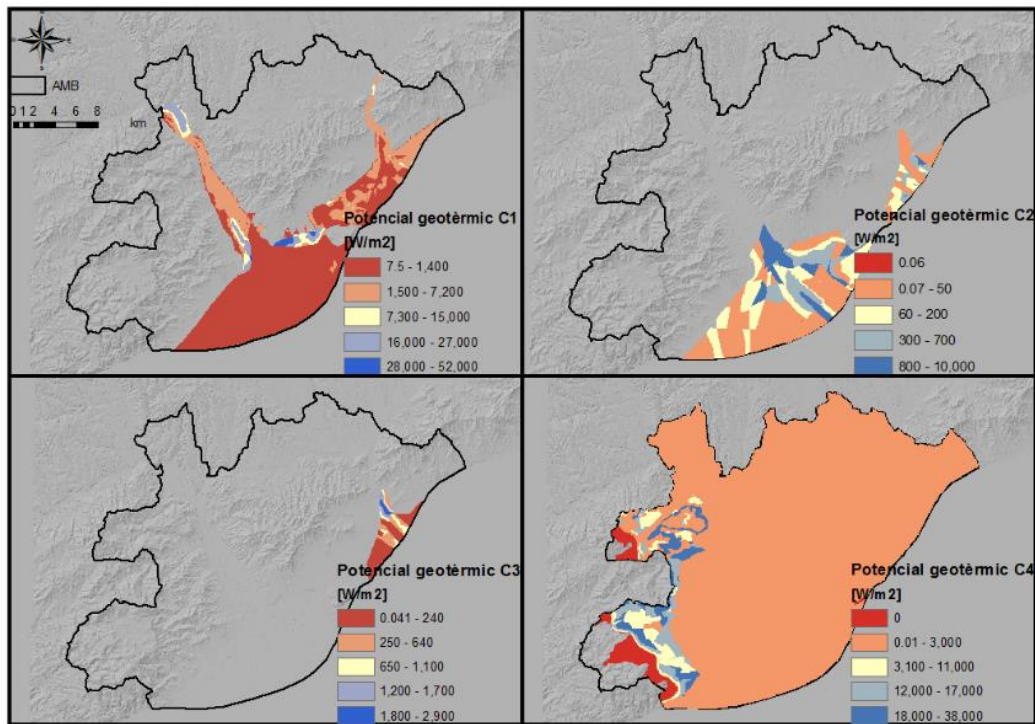 AMB
0 1 2 4 6 8
km
Potencial geotèrmic C1
[W/m2]
7.5 - 1,400
1,500 - 7,200
7,300 - 15,000
16,000 - 27,000
28,000 - 52,000
Potencial geotèrmic C2
[W/m2]
0.06
0.07 - 50
60 - 200
300 - 700
800 - 10,000
Potencial geotèrmic C3
[W/m2]
0.041 - 240
250 - 640
650 - 1,100
1,200 - 1,700
1,800 - 2,900
Potencial geotèrmic C4
[W/m2]
0
0.01 - 3,000
3,100 - 11,000
12,000 - 17,000
18,000 - 38,000